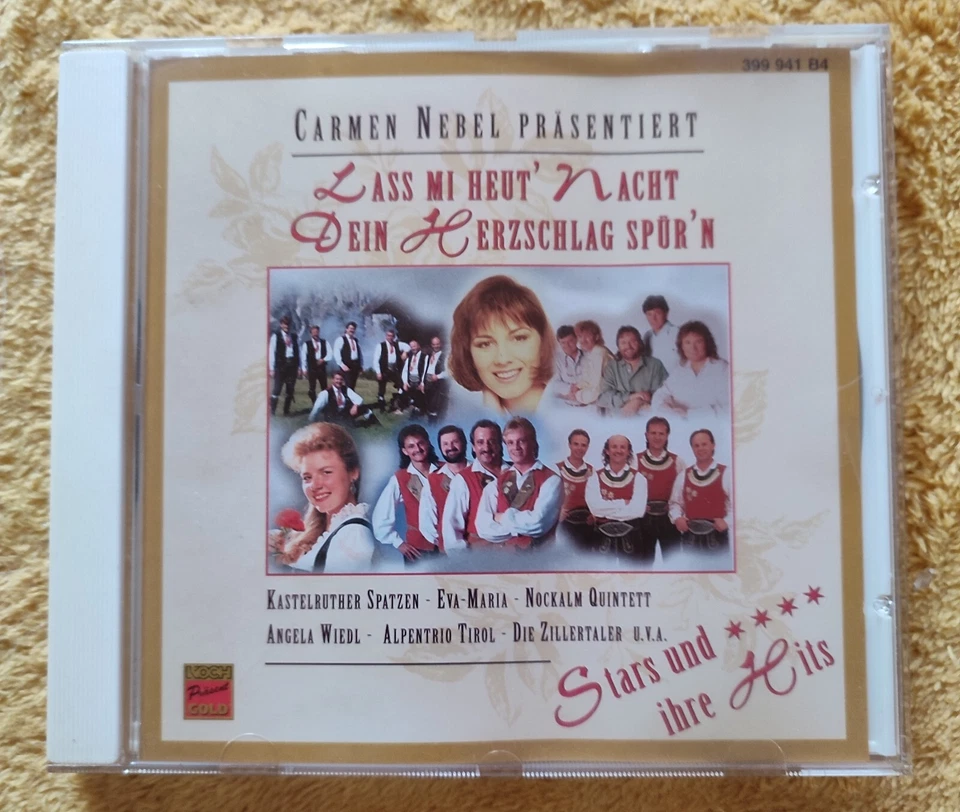 399 941 B4
CARMEN NEBEL PRÄSENTIERT
LASS MI HEUT' NACHT
DEIN HERZSCHLAG SPÜR'N
KASTELRUTHER SPATZEN - EVA-MARIA - NOCKALM QUINTETT
ANGELA WIEDL - ALPENTRIO TIROL - DIE ZILLERTALER U.V.A.
Stars und ****
ihre Hits
KOCH
Präsent
GOLD